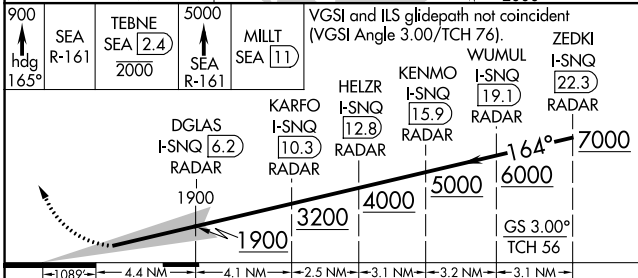 900
hdg
165°
SEA
R-161
TEBNE
SEA 2.4
2000
5000
SEA
R-161
MILLT
SEA 11
VGSI and ILS glidepath not coincident
(VGSI Angle 3.00/TCH 76).
ZEDKI
I-SNQ
22.3
RADAR
WUMUL
I-SNQ
19.1
RADAR
KENMO
I-SNQ
15.9
RADAR
HELZR
I-SNQ
12.8
RADAR
KARFO
I-SNQ
10.3
RADAR
DGLAS
I-SNQ 6.2
RADAR
1900
164°
7000
6000
5000
4000
3200
1900
GS 3.00°
TCH 56
1089'
4.4 NM
4.1 NM
2.5 NM
3.1 NM
3.2 NM
3.1 NM